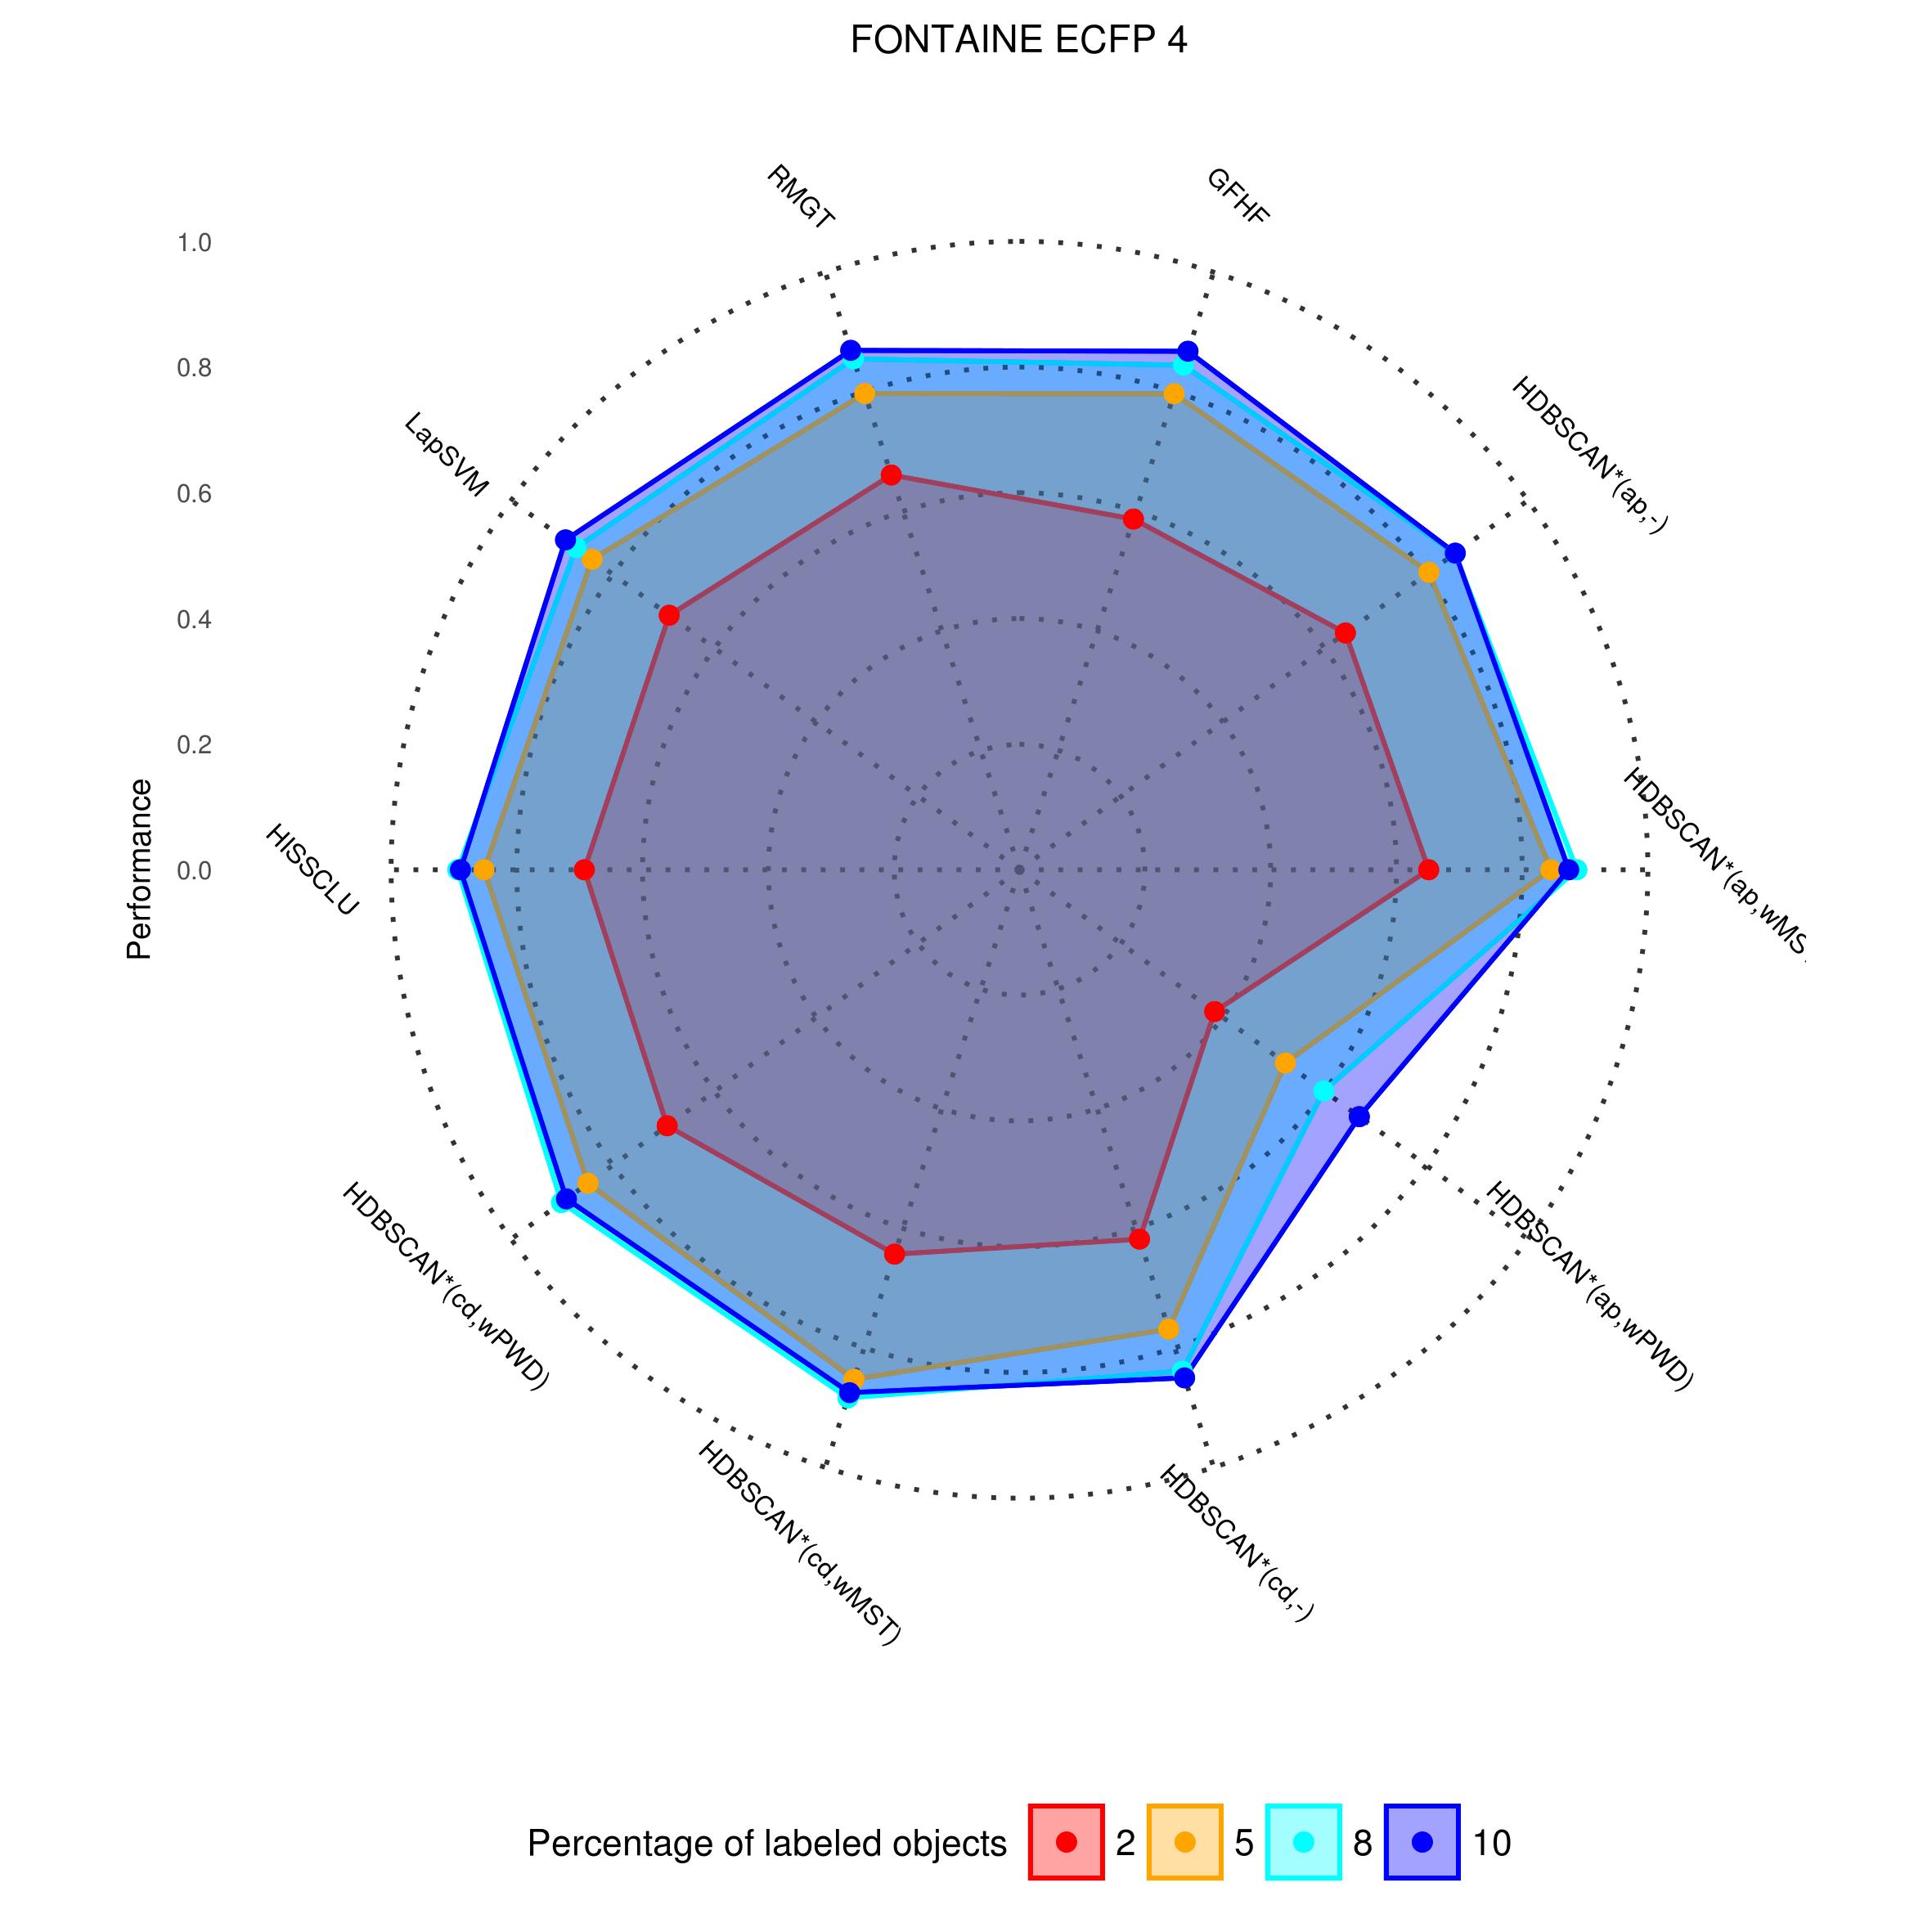 FONTAINE ECFP 4
RMGT
GFHF
1.0
0.8
0.6
0.4
0.2
0.0
Performance
LapSVM
HDBSCAN*(ap,-)
HISSCLU
HDBSCAN*(ap,wMS
HDBSCAN*(cd,wPWD)
HDBSCAN*(ap,wPWD)
HDBSCAN*(cd,wMST)
HDBSCAN*(cd,-)
Percentage of labeled objects 2 5 8 10